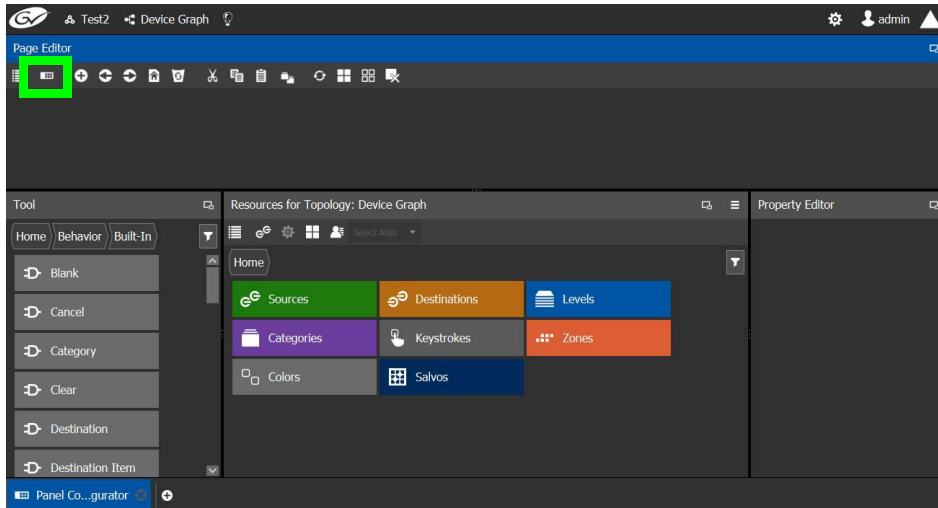 GV Test2 Device Graph admin
Page Editor
Tool
Home Behavior Built-In
Blank
Cancel
Category
Clear
Destination
Destination Item
Resources for Topology: Device Graph
Select Alias
Home
Sources Destinations Levels
Categories Keystrokes Zones
Colors Salvos
Property Editor
Panel Co...gurator